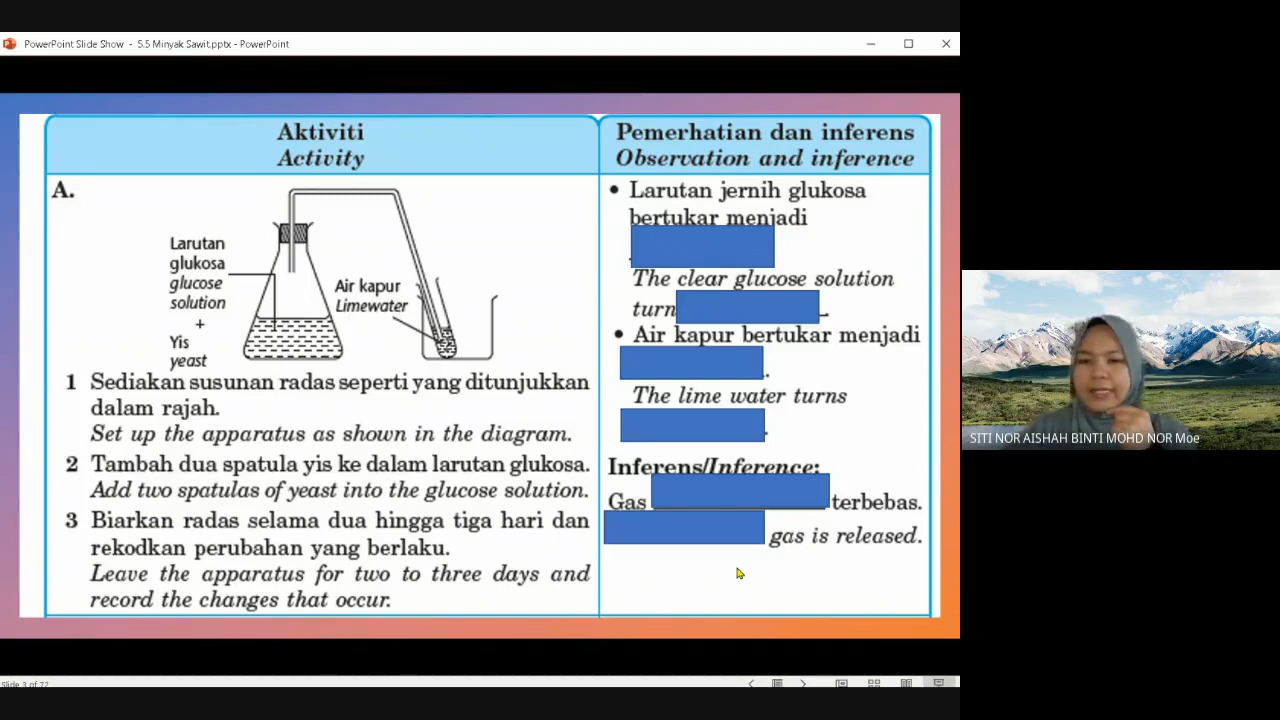 PowerPoint Slide Show - 5.5 Minyak Sawit.pptx - PowerPoint
Aktiviti
Activity
Pemerhatian dan inferens
Observation and inference
A.
Larutan
glukosa
glucose
solution
+
Yis
yeast
Air kapur
Limewater
1 Sediakan susunan radas seperti yang ditunjukkan
dalam rajah.
Set up the apparatus as shown in the diagram.
2 Tambah dua spatula yis ke dalam larutan glukosa.
Add two spatulas of yeast into the glucose solution.
3 Biarkan radas selama dua hingga tiga hari dan
rekodkan perubahan yang berlaku.
Leave the apparatus for two to three days and
record the changes that occur.
• Larutan jernih glukosa
bertukar menjadi
.
The clear glucose solution
turn .
• Air kapur bertukar menjadi
.
The lime water turns
.
Inferens/Inference:
Gas terbebas.
gas is released.
SITI NOR AISHAH BINTI MOHD NOR Moe
Slide 3 of 72